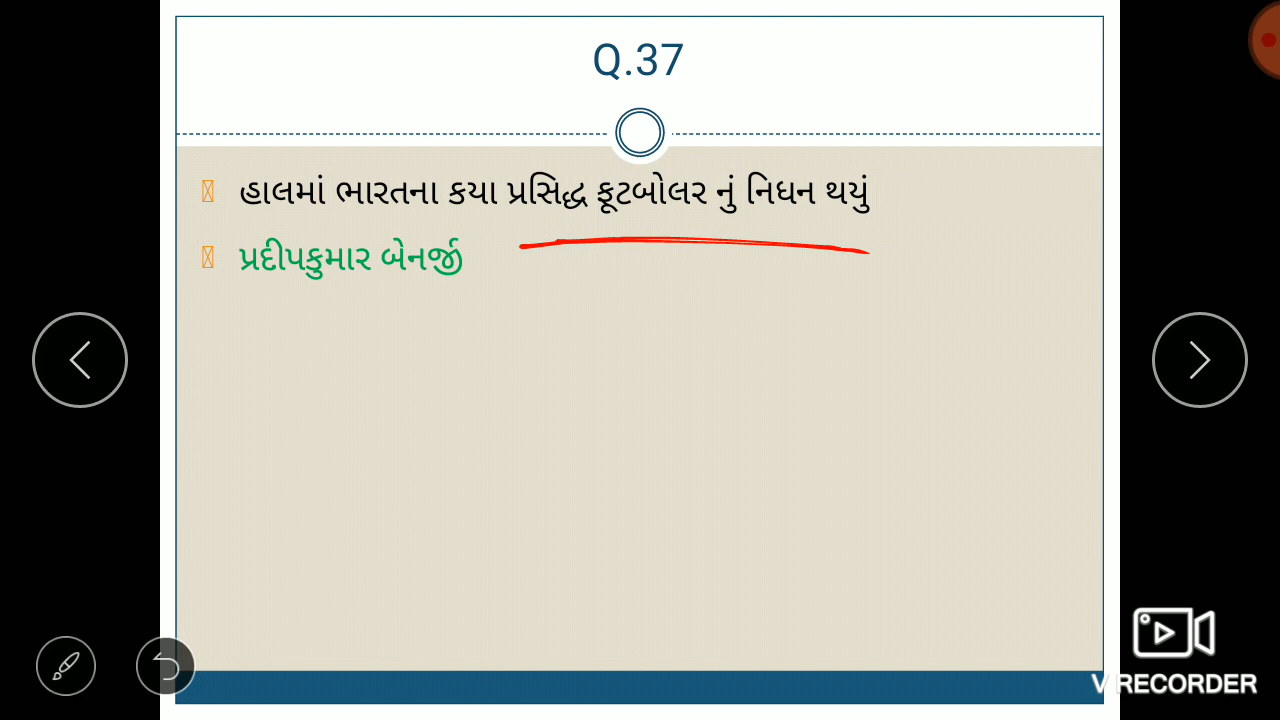 Q.37
હાલમાં ભારતના કયા પ્રસિદ્ધ ફૂટબોલર નું નિધન થયું
પ્રદીપકુમાર બેનર્જી
V RECORDER